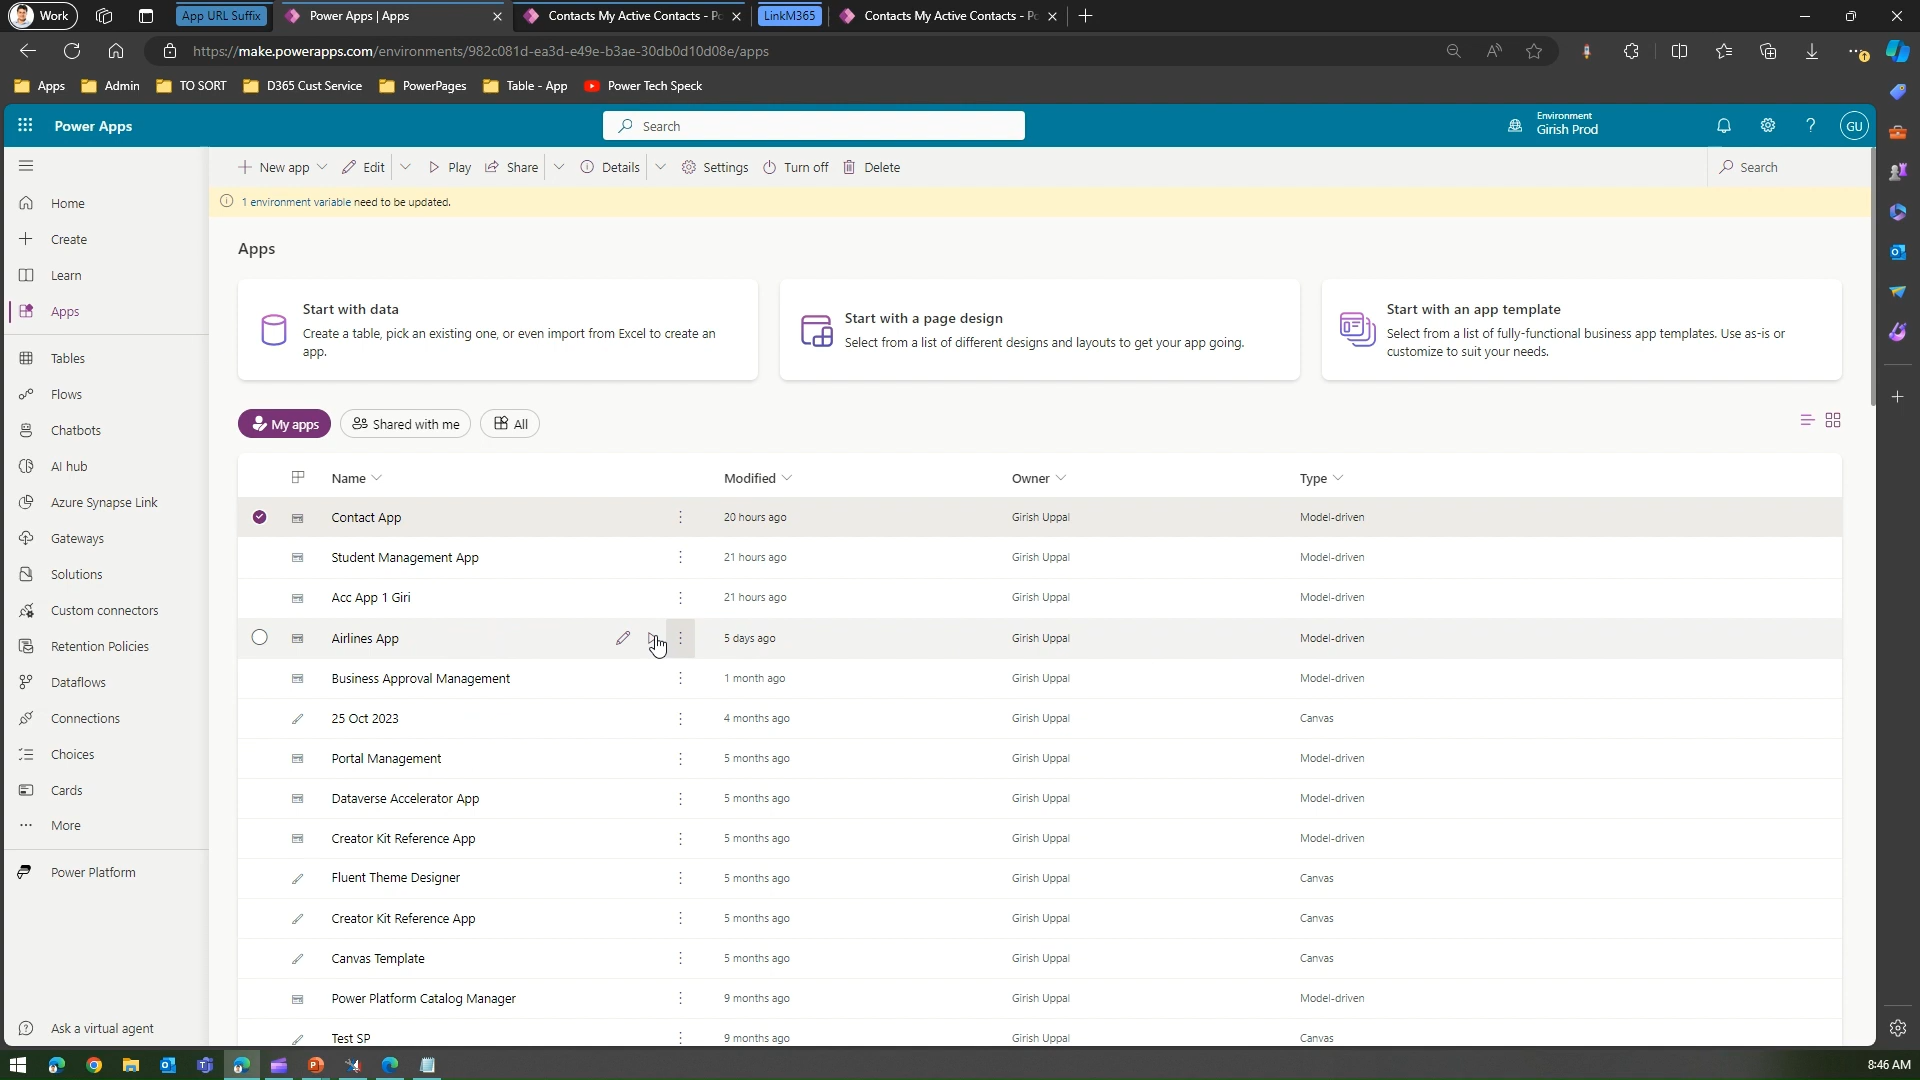 Work
App URL Suffix
Power Apps | Apps
Contacts My Active Contacts - Pc
LinkM365
Contacts My Active Contacts - Pc
https://make.powerapps.com/environments/982c081d-ea3d-e49e-b3ae-30db0d10d08e/apps
Apps
Admin
TO SORT
D365 Cust Service
PowerPages
Table - App
Power Tech Speck
Power Apps
Search
Environment
Girish Prod
GU
New app
Edit
Play
Share
Details
Settings
Turn off
Delete
Search
1 environment variable need to be updated.
Home
Create
Learn
Apps
Tables
Flows
Chatbots
AI hub
Azure Synapse Link
Gateways
Solutions
Custom connectors
Retention Policies
Dataflows
Connections
Choices
Cards
More
Power Platform
Ask a virtual agent
Apps
Start with data
Create a table, pick an existing one, or even import from Excel to create an
app.
Start with a page design
Select from a list of different designs and layouts to get your app going.
Start with an app template
Select from a list of fully-functional business app templates. Use as-is or
customize to suit your needs.
My apps
Shared with me
All
Name Modified Owner Type
Contact App 20 hours ago Girish Uppal Model-driven
Student Management App 21 hours ago Girish Uppal Model-driven
Acc App 1 Giri 21 hours ago Girish Uppal Model-driven
Airlines App 5 days ago Girish Uppal Model-driven
Business Approval Management 1 month ago Girish Uppal Model-driven
25 Oct 2023 4 months ago Girish Uppal Canvas
Portal Management 5 months ago Girish Uppal Model-driven
Dataverse Accelerator App 5 months ago Girish Uppal Model-driven
Creator Kit Reference App 5 months ago Girish Uppal Model-driven
Fluent Theme Designer 5 months ago Girish Uppal Canvas
Creator Kit Reference App 5 months ago Girish Uppal Canvas
Canvas Template 5 months ago Girish Uppal Canvas
Power Platform Catalog Manager 9 months ago Girish Uppal Model-driven
Test SP 9 months ago Girish Uppal Canvas
8:46 AM